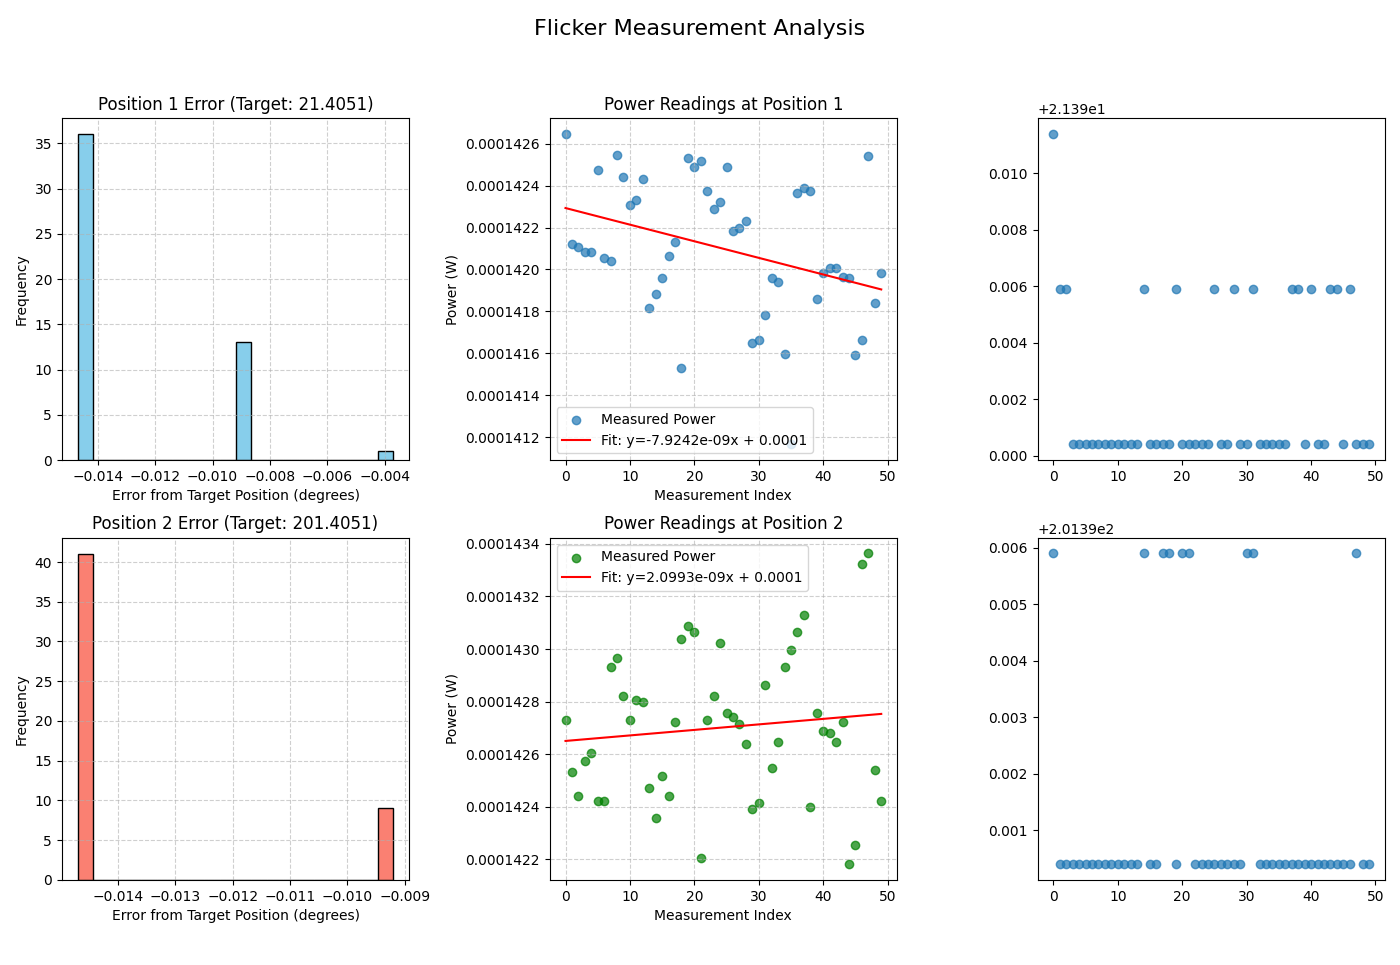 Flicker Measurement Analysis
Position 1 Error (Target: 21.4051)
Frequency
35
30
25
20
15
10
5
0
−0.014 −0.012 −0.010 −0.008 −0.006 −0.004
Error from Target Position (degrees)
Power Readings at Position 1
Power (W)
0.0001426
0.0001424
0.0001422
0.0001420
0.0001418
0.0001416
0.0001414
0.0001412
Measured Power
Fit: y=-7.9242e-09x + 0.0001
0 10 20 30 40 50
Measurement Index
+2.139e1
0.010
0.008
0.006
0.004
0.002
0.000
0 10 20 30 40 50
Position 2 Error (Target: 201.4051)
Frequency
40
35
30
25
20
15
10
5
0
−0.014 −0.013 −0.012 −0.011 −0.010 −0.009
Error from Target Position (degrees)
Power Readings at Position 2
Power (W)
0.0001434
0.0001432
0.0001430
0.0001428
0.0001426
0.0001424
0.0001422
Measured Power
Fit: y=2.0993e-09x + 0.0001
0 10 20 30 40 50
Measurement Index
+2.0139e2
0.006
0.005
0.004
0.003
0.002
0.001
0 10 20 30 40 50